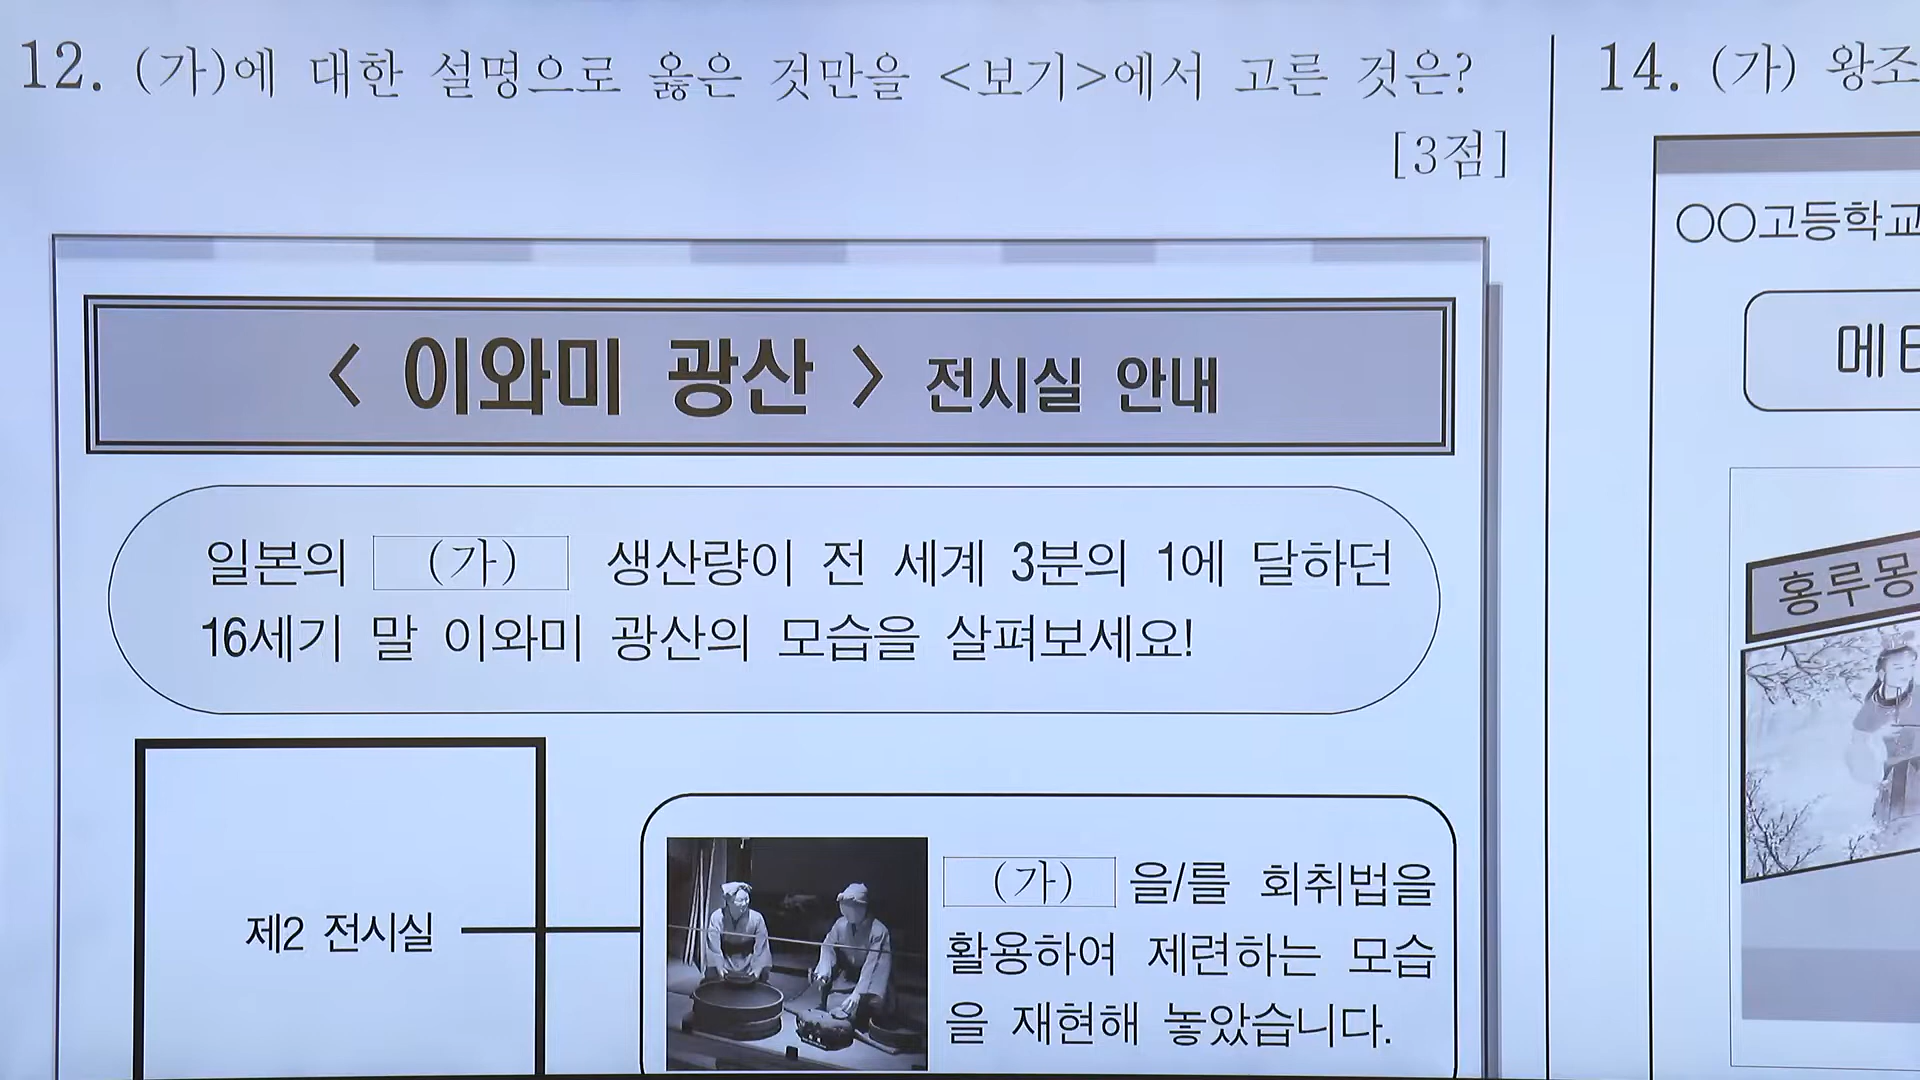 12. (가)에 대한 설명으로 옳은 것만을 <보기>에서 고른 것은?
[3점]
< 이와미 광산 > 전시실 안내
일본의 (가) 생산량이 전 세계 3분의 1에 달하던
16세기 말 이와미 광산의 모습을 살펴보세요!
제2 전시실
(가) 을/를 회취법을
활용하여 제련하는 모습
을 재현해 놓았습니다.
14. (가) 왕조
○○고등학교
메타
홍루몽